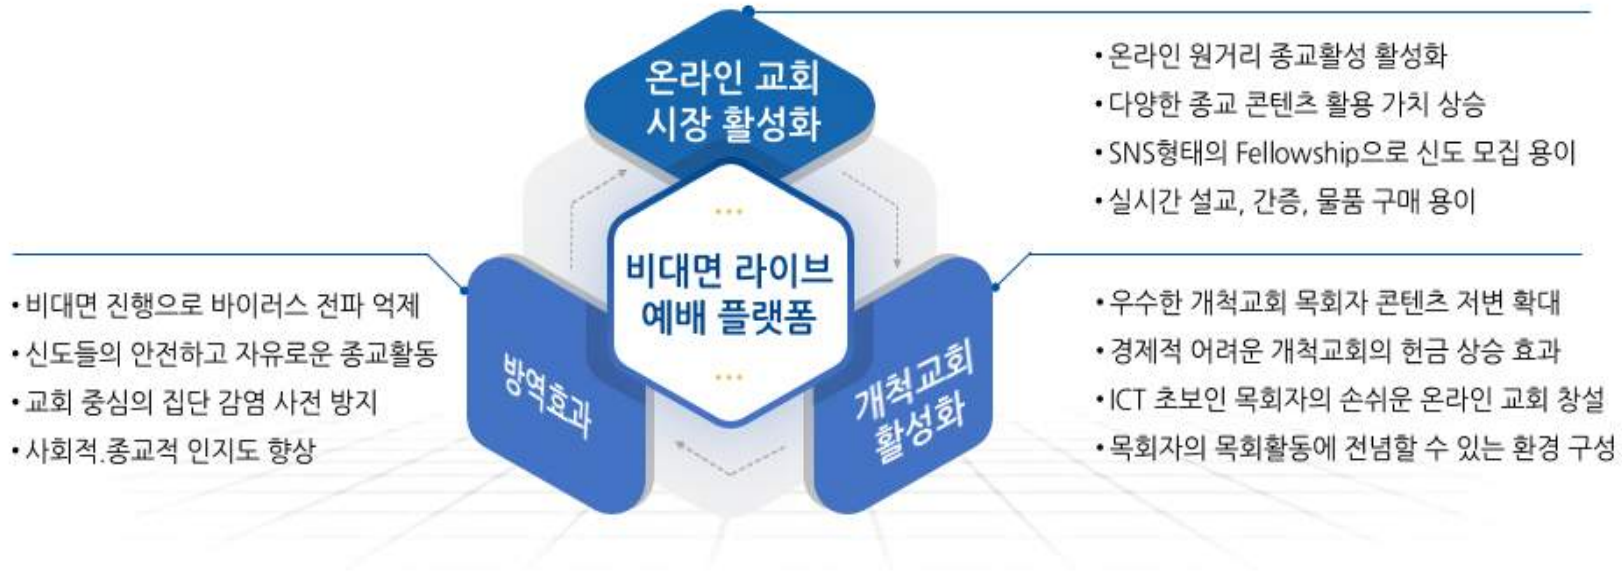 온라인 교회
시장 활성화
• 온라인 원거리 종교활성 활성화
• 다양한 종교 콘텐츠 활용 가치 상승
• SNS형태의 Fellowship으로 신도 모집 용이
• 실시간 설교, 간증, 물품 구매 용이
비대면 라이브
예배 플랫폼
방역효과
• 비대면 진행으로 바이러스 전파 억제
• 신도들의 안전하고 자유로운 종교활동
• 교회 중심의 집단 감염 사전 방지
• 사회적.종교적 인지도 향상
개척교회
활성화
• 우수한 개척교회 목회자 콘텐츠 저변 확대
• 경제적 어려운 개척교회의 헌금 상승 효과
• ICT 초보인 목회자의 손쉬운 온라인 교회 창설
• 목회자의 목회활동에 전념할 수 있는 환경 구성